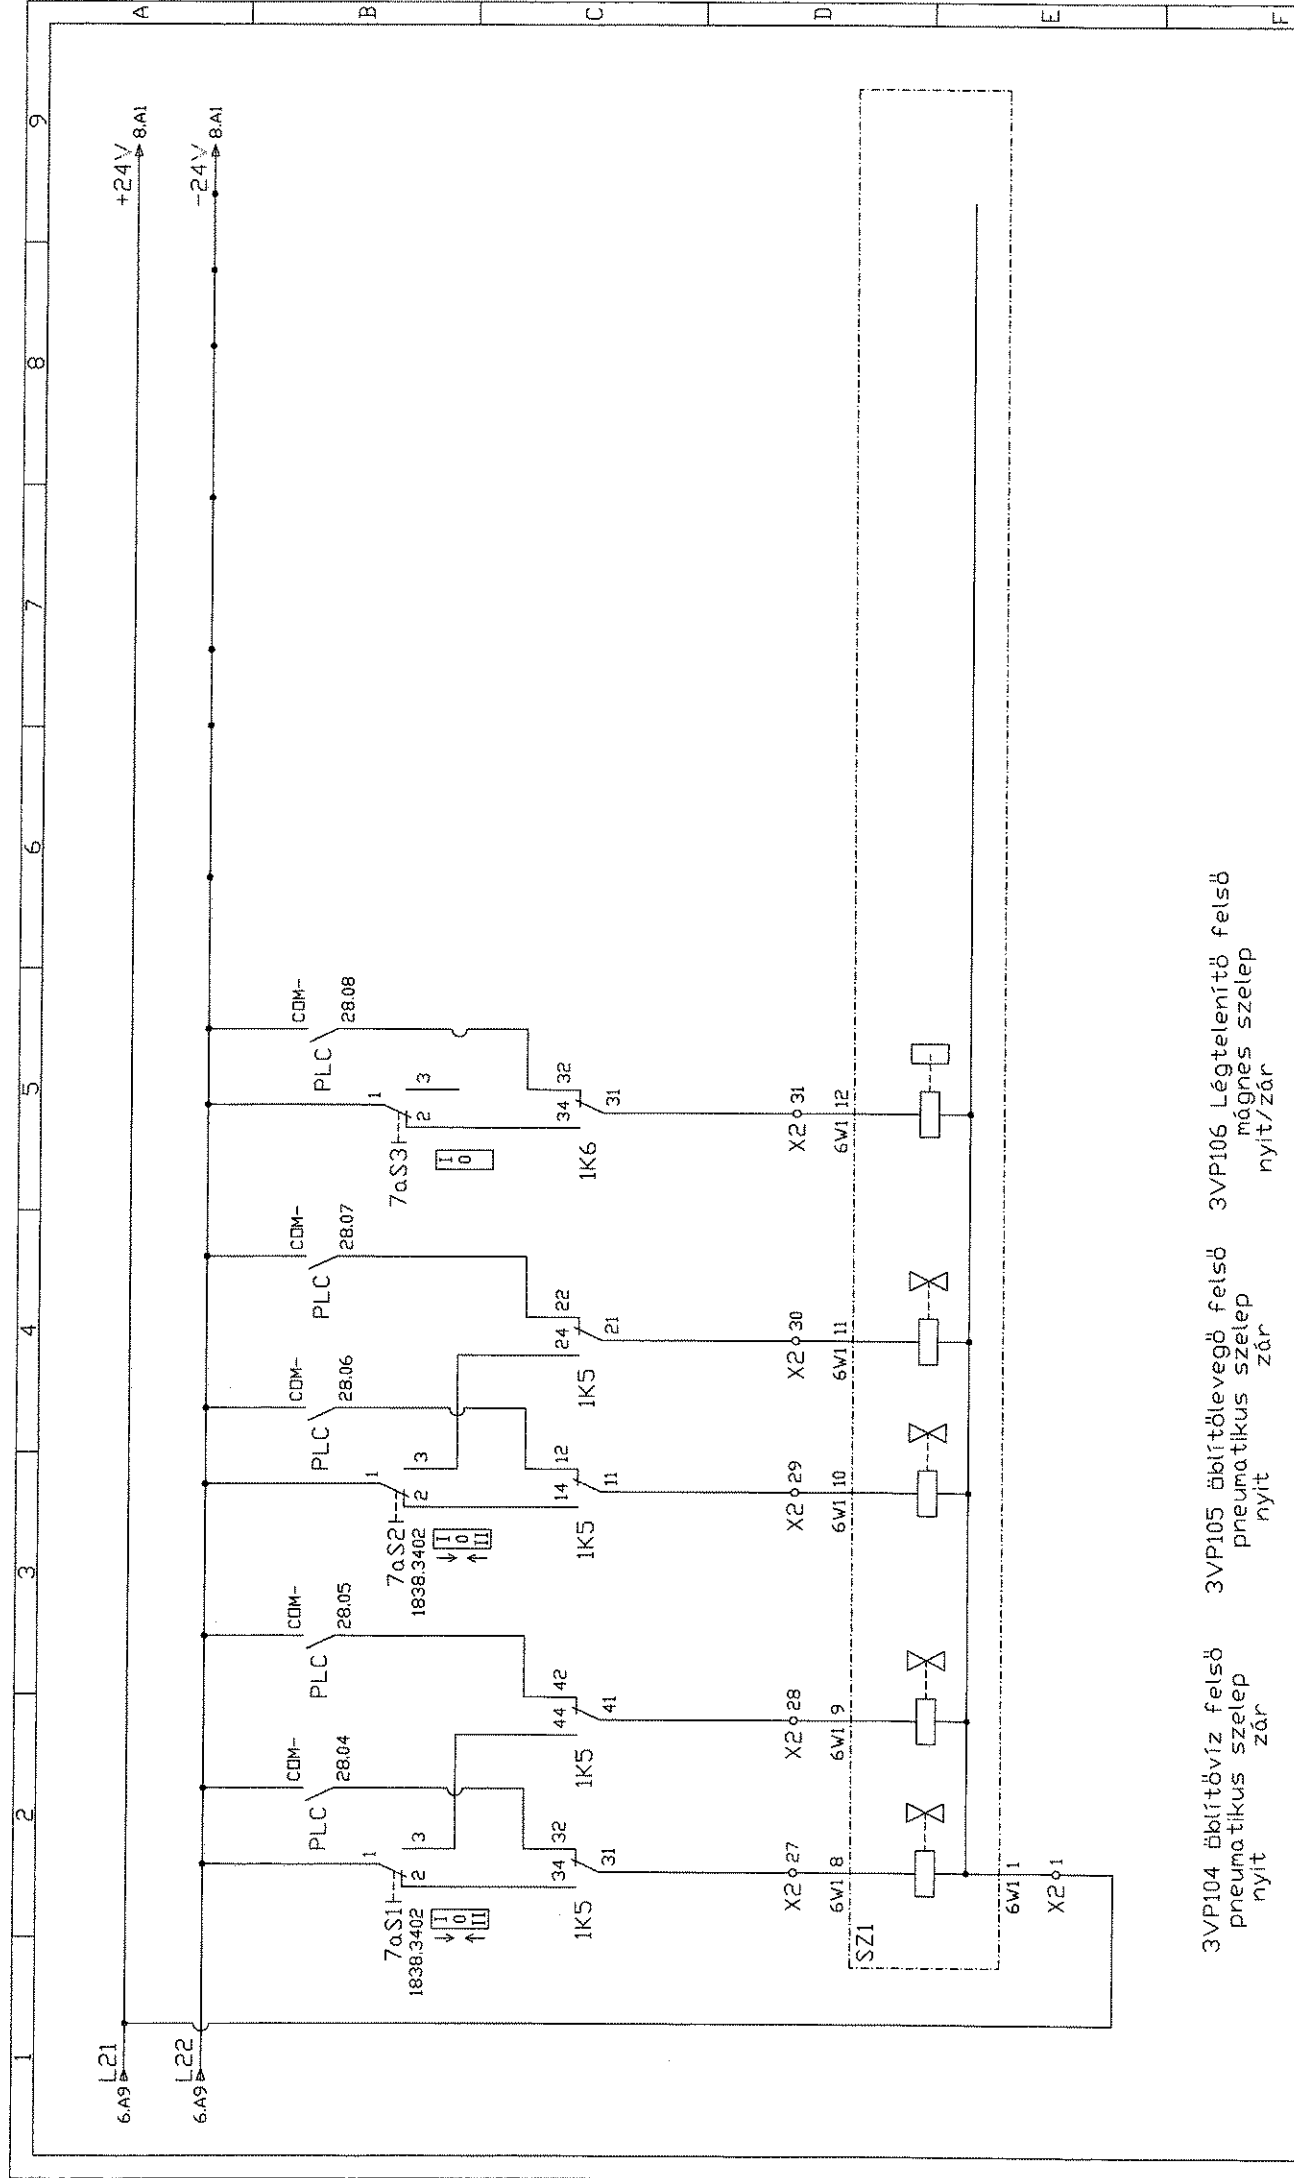 1 2 3 4 5 6 7 8 9
A
B
C
D
E
F
6.A9 L21
+24V 8.A1
6.A9 L22
-24V 8.A1
COM-
PLC 28.04
COM-
PLC 28.05
COM-
PLC 28.06
COM-
PLC 28.07
COM-
PLC 28.08
7aS1
1838.3402
1
2
3
I
0
II
7aS2
1838.3402
1
2
3
I
0
II
7aS3
1
2
3
I
0
34 32
31
1K5
44 42
41
1K5
14 12
11
1K5
24 22
21
1K5
34 32
31
1K6
X2 27
6W1 8
X2 28
6W1 9
X2 29
6W1 10
X2 30
6W1 11
X2 31
6W1 12
SZ1
6W1 1
X2 1
3VP104 öblítővíz felső
pneumatikus szelep
nyit zár
3VP105 öblítőlevegő felső
pneumatikus szelep
nyit zár
3VP106 Légtelenítő felső
mágnes szelep
nyit/zár